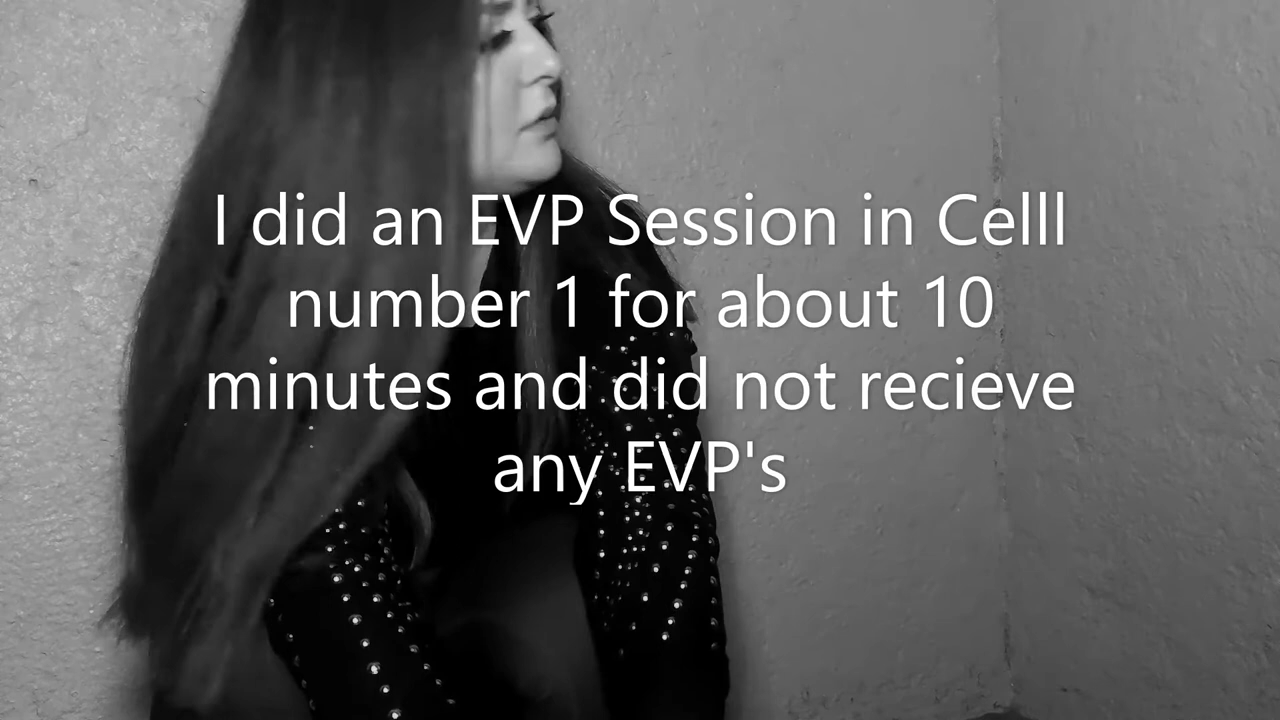 I did an EVP Session in Celll
number 1 for about 10
minutes and did not recieve
any EVP's